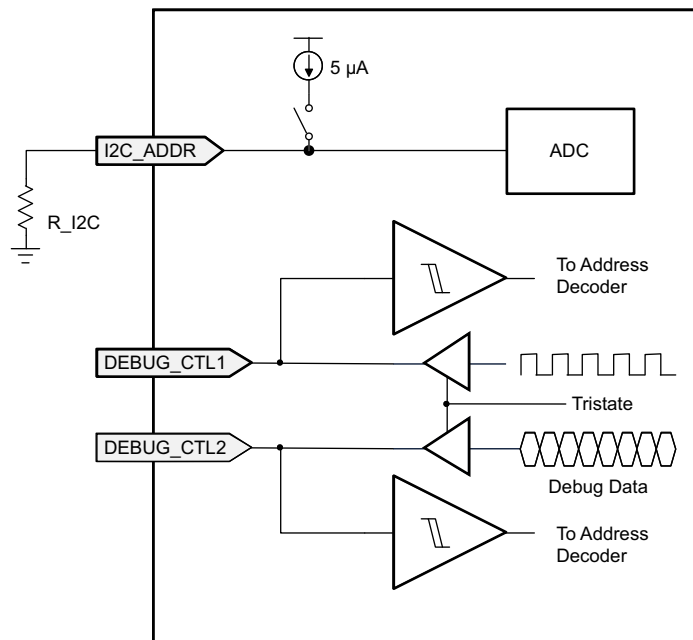 5 µA
I2C_ADDR
ADC
R_I2C
To Address
Decoder
DEBUG_CTL1
Tristate
DEBUG_CTL2
Debug Data
To Address
Decoder